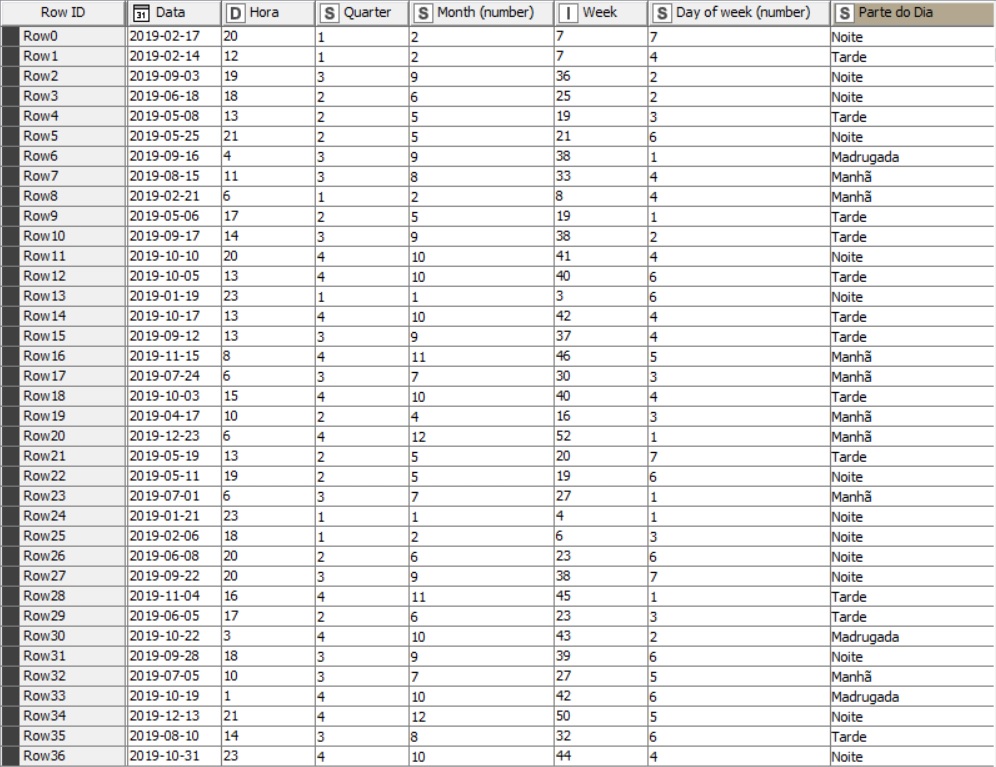 Row ID Data D Hora S Quarter S Month (number) I Week S Day of week (number) S Parte do Dia
Row0 2019-02-17 20 1 2 7 7 Noite
Row1 2019-02-14 12 1 2 7 4 Tarde
Row2 2019-09-03 19 3 9 36 2 Noite
Row3 2019-06-18 18 2 6 25 2 Noite
Row4 2019-05-08 13 2 5 19 3 Tarde
Row5 2019-05-25 21 2 5 21 6 Noite
Row6 2019-09-16 4 3 9 38 1 Madrugada
Row7 2019-08-15 11 3 8 33 4 Manhã
Row8 2019-02-21 6 1 2 8 4 Manhã
Row9 2019-05-06 17 2 5 19 1 Tarde
Row10 2019-09-17 14 3 9 38 2 Tarde
Row11 2019-10-10 20 4 10 41 4 Noite
Row12 2019-10-05 13 4 10 40 6 Tarde
Row13 2019-01-19 23 1 1 3 6 Noite
Row14 2019-10-17 13 4 10 42 4 Tarde
Row15 2019-09-12 13 3 9 37 4 Tarde
Row16 2019-11-15 8 4 11 46 5 Manhã
Row17 2019-07-24 6 3 7 30 3 Manhã
Row18 2019-10-03 15 4 10 40 4 Tarde
Row19 2019-04-17 10 2 4 16 3 Manhã
Row20 2019-12-23 6 4 12 52 1 Manhã
Row21 2019-05-19 13 2 5 20 7 Tarde
Row22 2019-05-11 19 2 5 19 6 Noite
Row23 2019-07-01 6 3 7 27 1 Manhã
Row24 2019-01-21 23 1 1 4 1 Noite
Row25 2019-02-06 18 1 2 6 3 Noite
Row26 2019-06-08 20 2 6 23 6 Noite
Row27 2019-09-22 20 3 9 38 7 Noite
Row28 2019-11-04 16 4 11 45 1 Tarde
Row29 2019-06-05 17 2 6 23 3 Tarde
Row30 2019-10-22 3 4 10 43 2 Madrugada
Row31 2019-09-28 18 3 9 39 6 Noite
Row32 2019-07-05 10 3 7 27 5 Manhã
Row33 2019-10-19 1 4 10 42 6 Madrugada
Row34 2019-12-13 21 4 12 50 5 Noite
Row35 2019-08-10 14 3 8 32 6 Tarde
Row36 2019-10-31 23 4 10 44 4 Noite